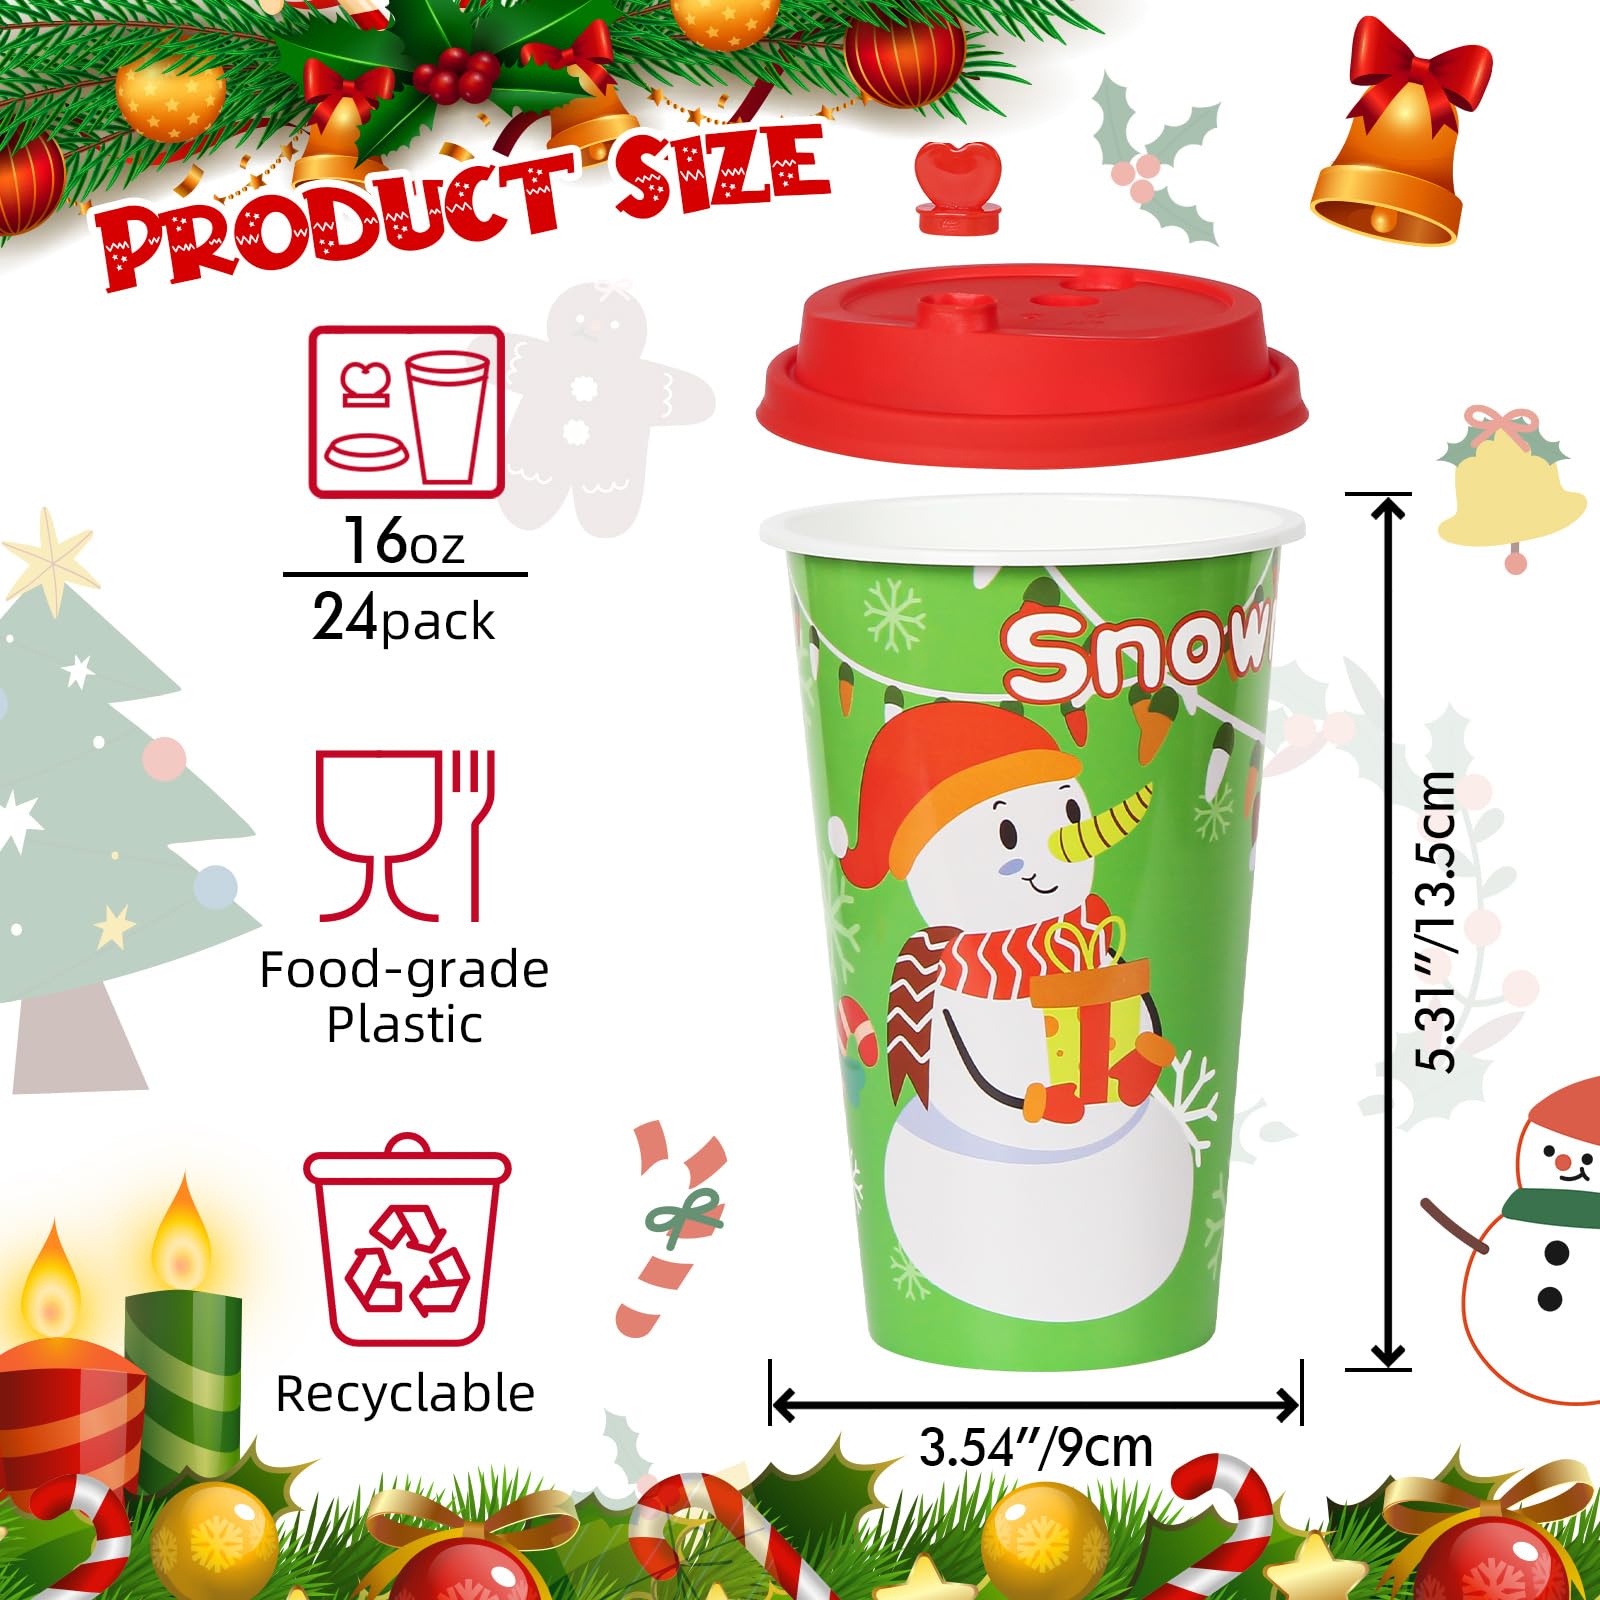 PRODUCT SIZE
16oz
24pack
Food-grade
Plastic
Recyclable
Snow
5.31"/13.5cm
3.54"/9cm